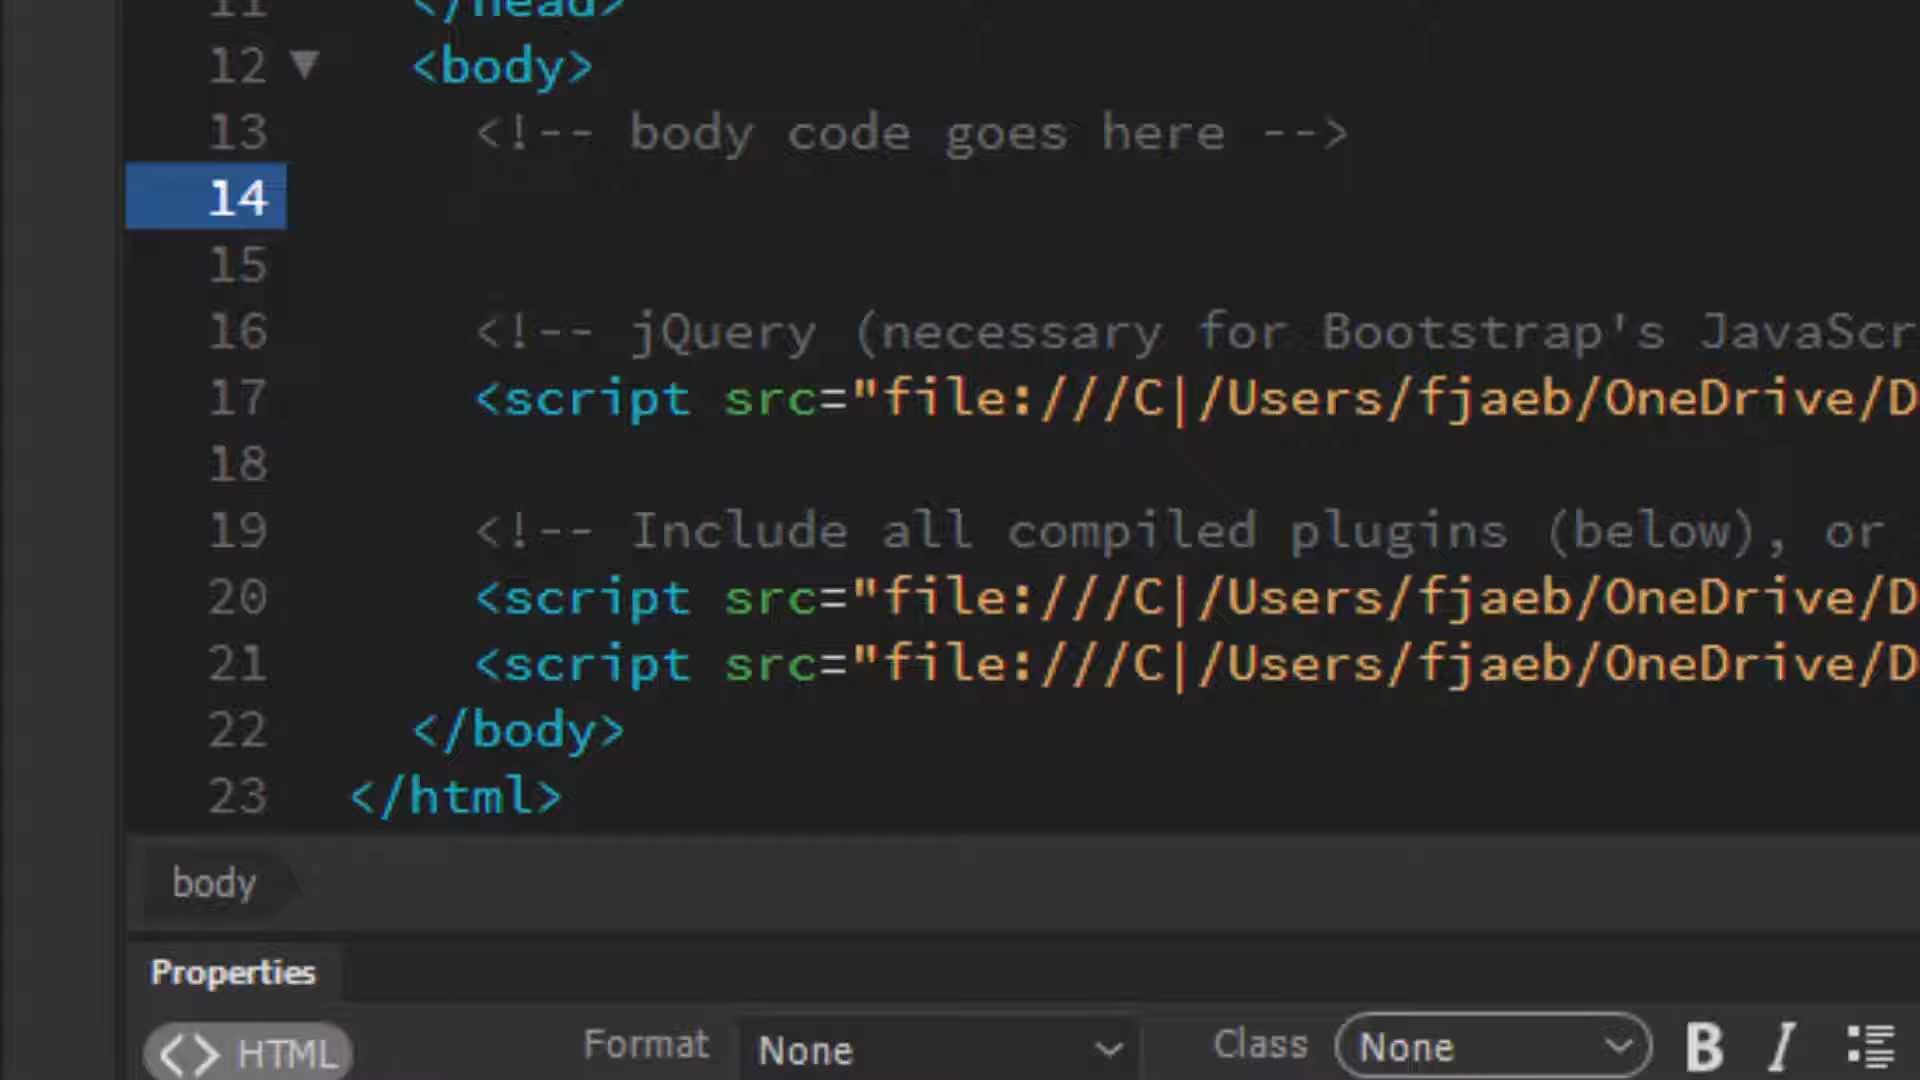 11 </head>
12 <body>
13 <!-- body code goes here -->
14
15
16 <!-- jQuery (necessary for Bootstrap's JavaScr
17 <script src="file:///C|/Users/fjaeb/OneDrive/D
18
19 <!-- Include all compiled plugins (below), or
20 <script src="file:///C|/Users/fjaeb/OneDrive/D
21 <script src="file:///C|/Users/fjaeb/OneDrive/D
22 </body>
23 </html>
body
Properties
<> HTML Format None Class None B I